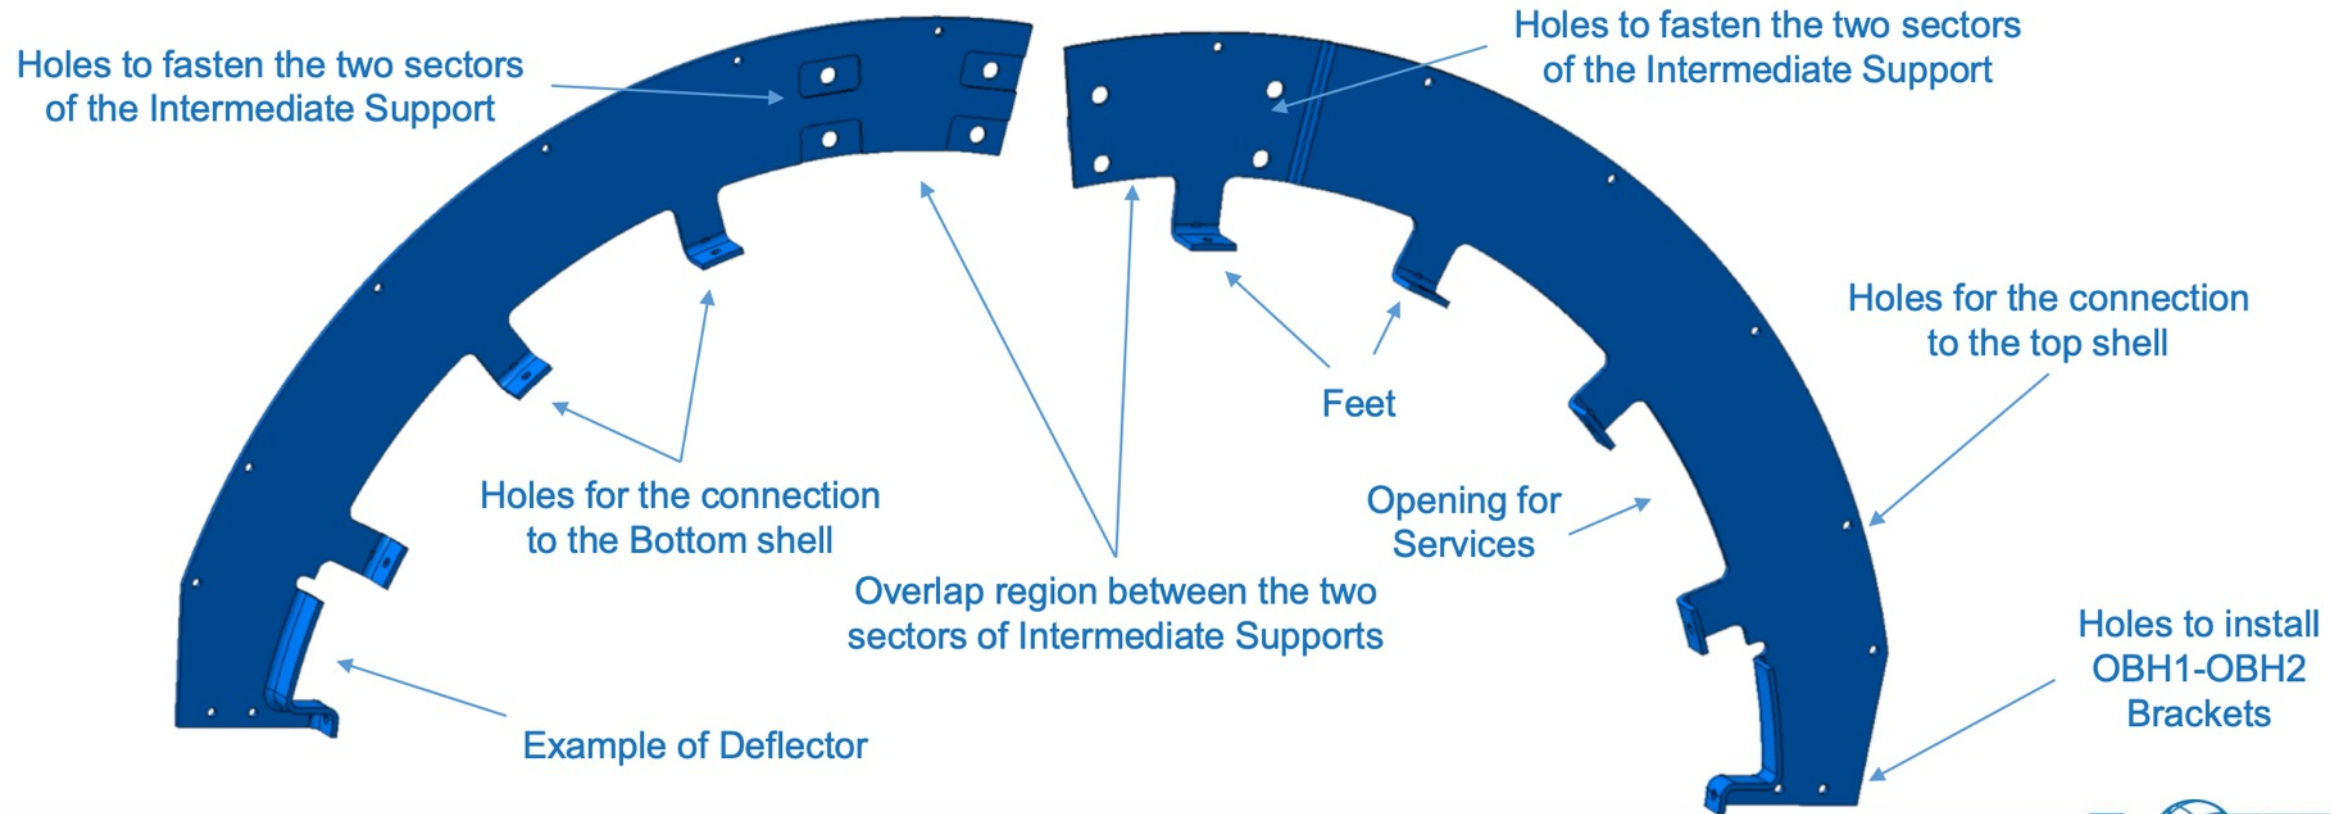 Holes to fasten the two sectors
of the Intermediate Support
Holes to fasten the two sectors
of the Intermediate Support
Holes for the connection
to the top shell
Feet
Holes for the connection
to the Bottom shell
Opening for
Services
Overlap region between the two
sectors of Intermediate Supports
Holes to install
OBH1-OBH2
Brackets
Example of Deflector